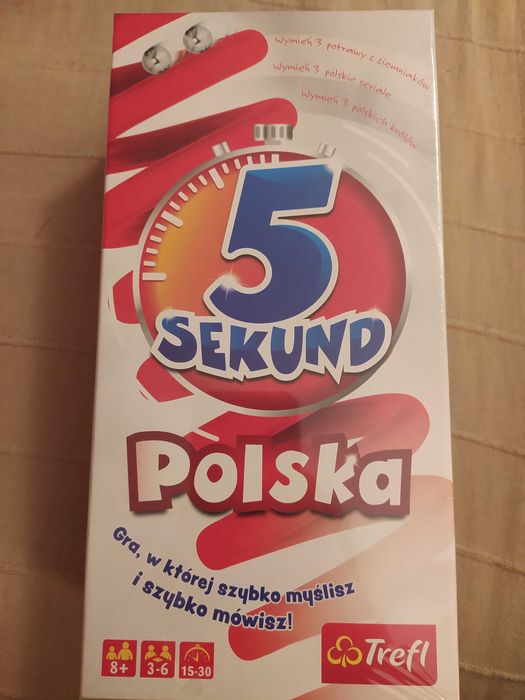 Wymień 3 potrawy z ziemniaków
Wymień 3 polskie seriale
Wymień 3 polskich królów
5
SEKUND
Polska
Gra, w której szybko myślisz
i szybko mówisz!
8+
3-6
15-30
Trefl